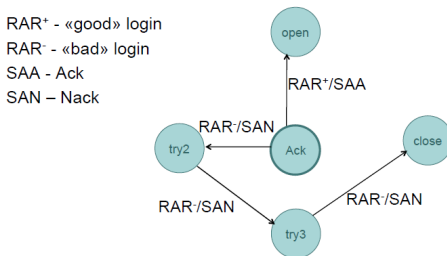 RAR⁺ - «good» login
RAR⁻ - «bad» login
SAA - Ack
SAN – Nack
open
RAR⁺/SAA
RAR⁻/SAN
close
try2
Ack
RAR⁻/SAN
RAR⁻/SAN
try3